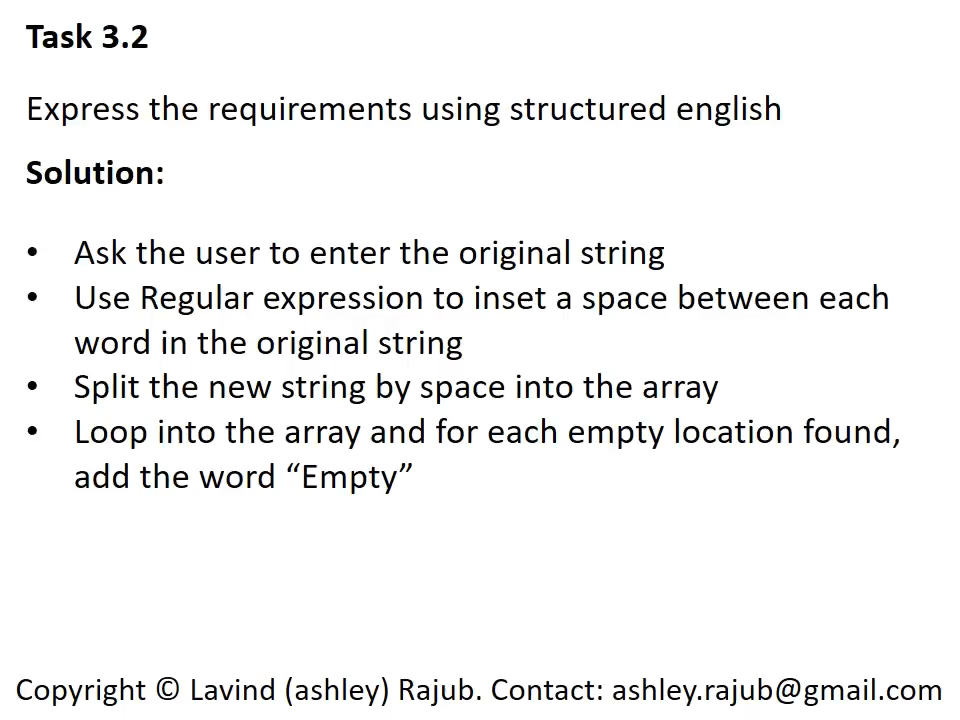 Task 3.2
Express the requirements using structured english
Solution:
• Ask the user to enter the original string
• Use Regular expression to inset a space between each
word in the original string
• Split the new string by space into the array
• Loop into the array and for each empty location found,
add the word “Empty”
Copyright © Lavind (ashley) Rajub. Contact: ashley.rajub@gmail.com